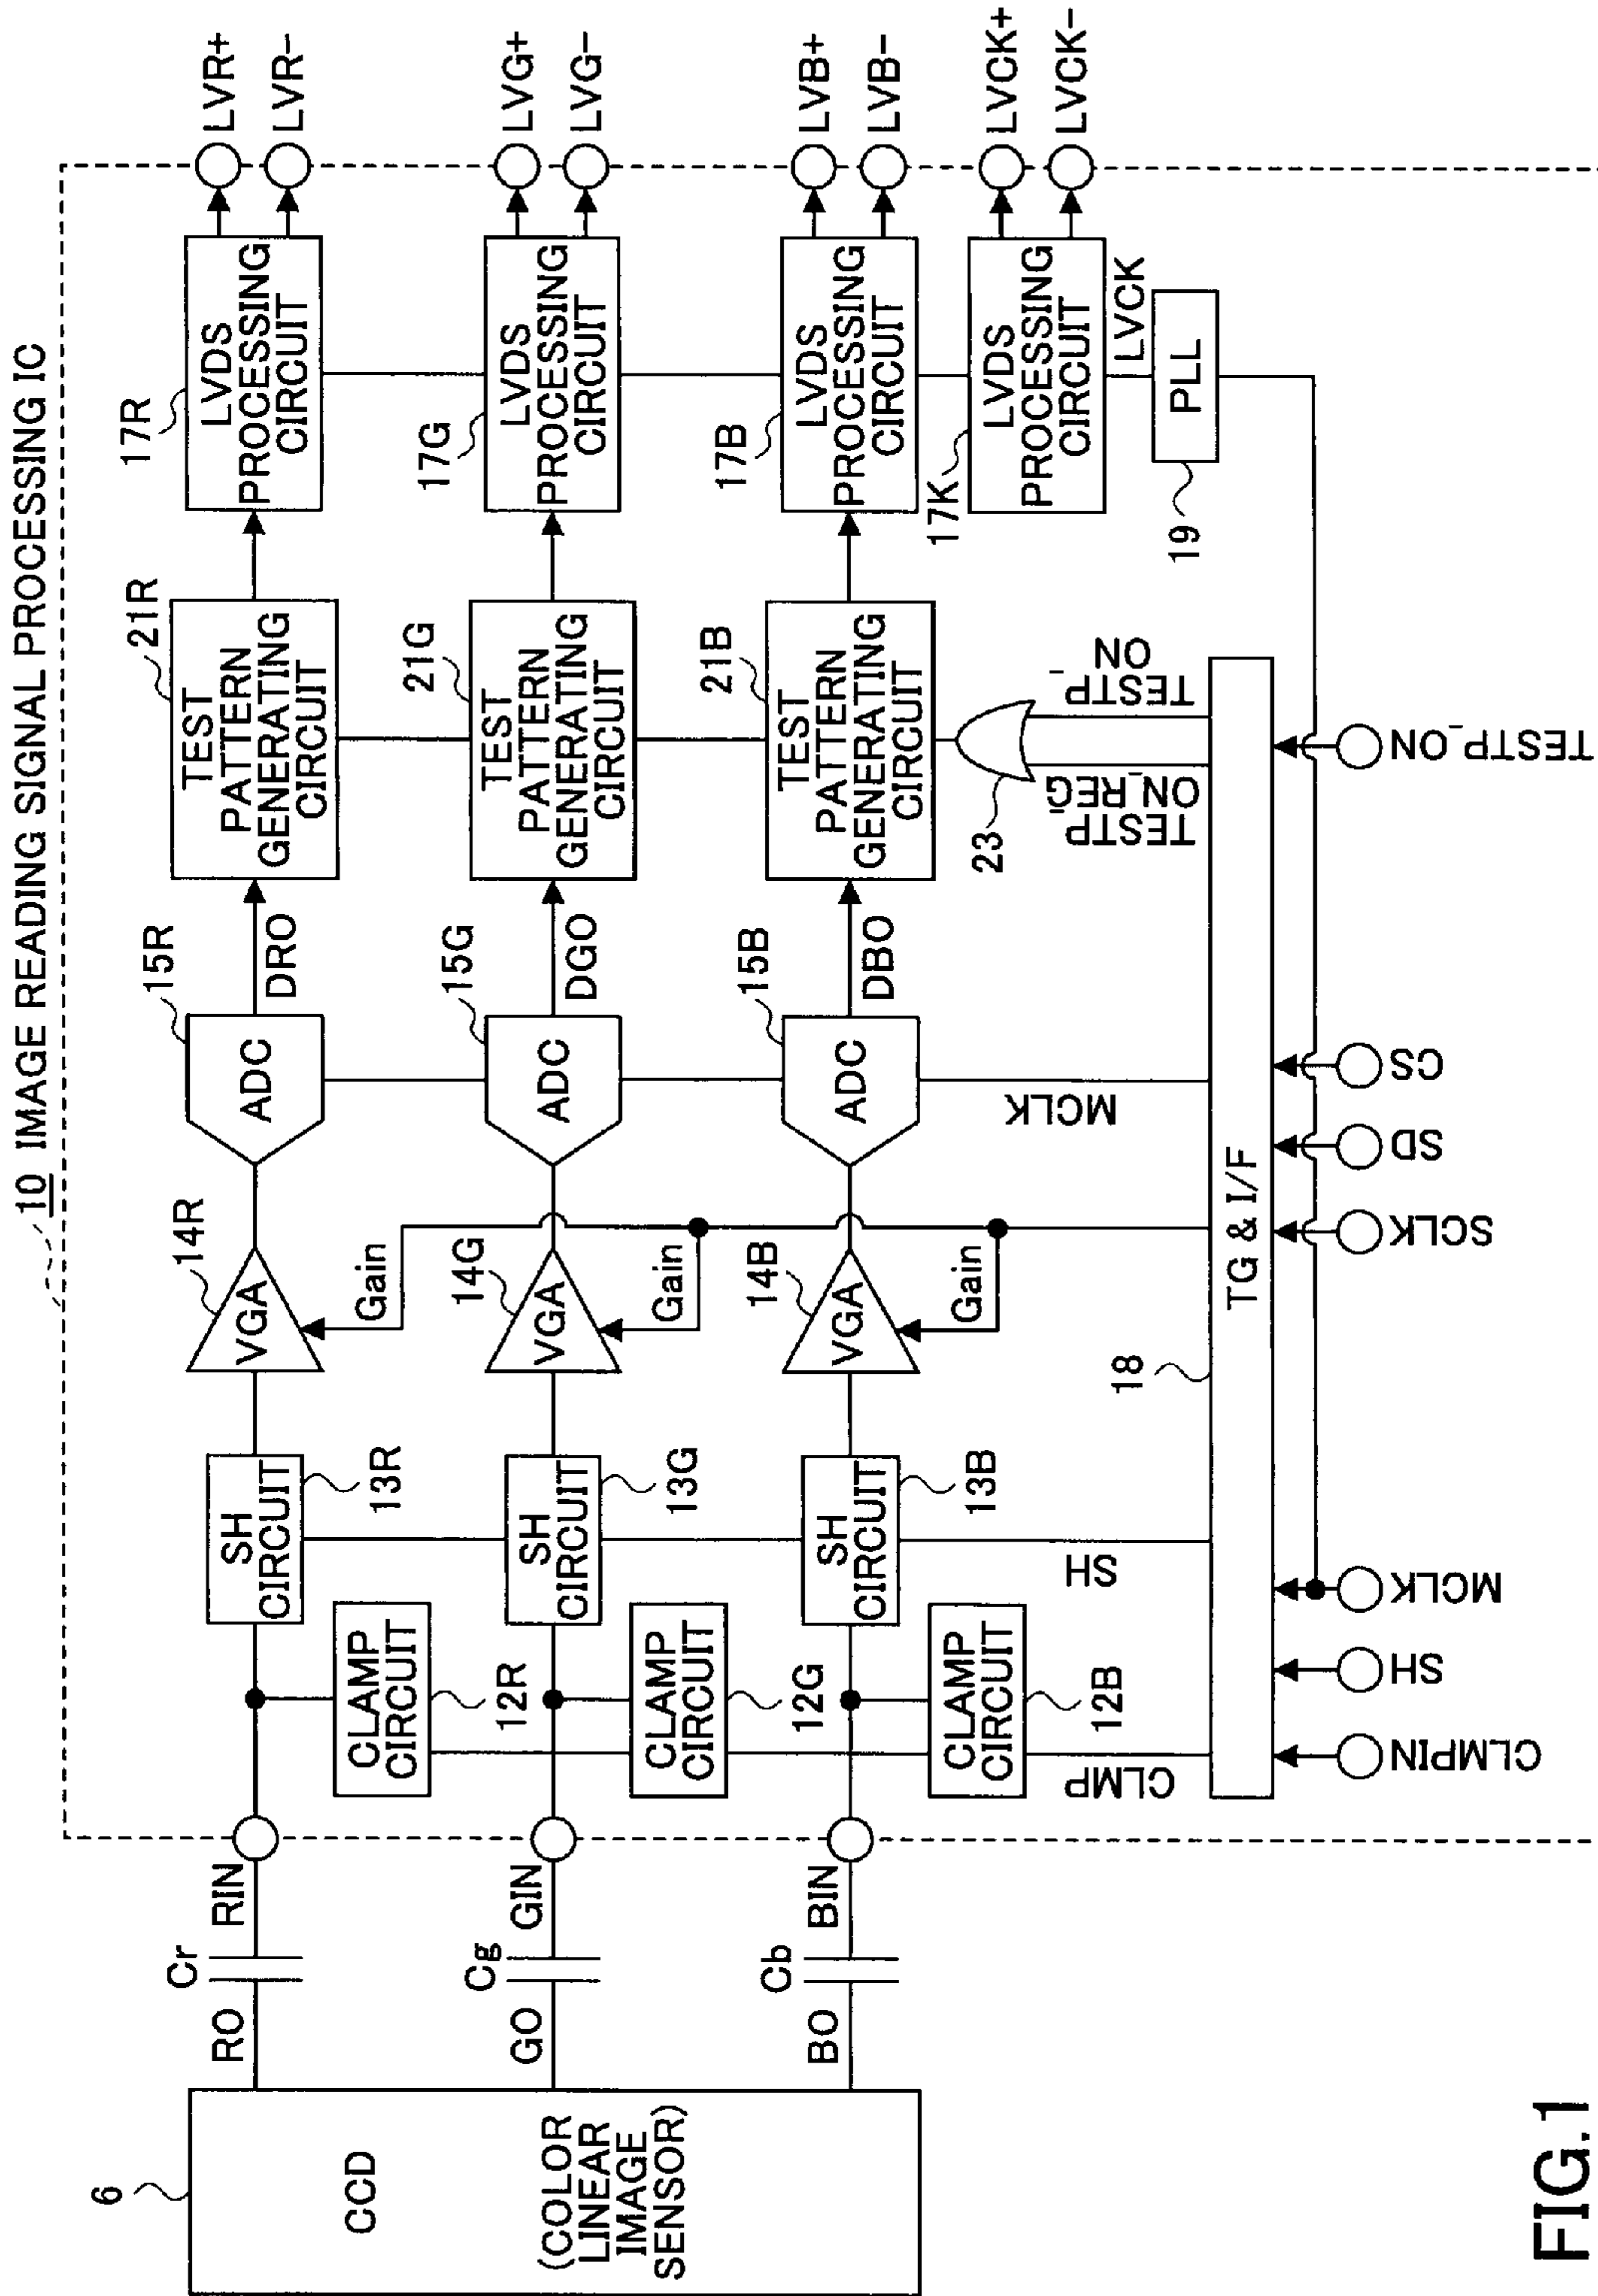 10 IMAGE READING SIGNAL PROCESSING IC
6
CCD
(COLOR
LINEAR
IMAGE
SENSOR)
RO
Cr
RIN
GO
Cg
GIN
BO
Cb
BIN
CLAMP
CIRCUIT
12R
CLAMP
CIRCUIT
12G
CLAMP
CIRCUIT
12B
CLMP
SH
CIRCUIT
13R
SH
CIRCUIT
13G
SH
CIRCUIT
13B
SH
14R
VGA
Gain
14G
VGA
Gain
14B
VGA
Gain
15R
ADC
DRO
15G
ADC
DGO
15B
ADC
DBO
MCLK
21R
TEST
PATTERN
GENERATING
CIRCUIT
21G
TEST
PATTERN
GENERATING
CIRCUIT
21B
TEST
PATTERN
GENERATING
CIRCUIT
23
TESTP_
ON_REG
TESTP_
ON
17R
LVDS
PROCESSING
CIRCUIT
17G
LVDS
PROCESSING
CIRCUIT
17B
LVDS
PROCESSING
CIRCUIT
17K
LVDS
PROCESSING
CIRCUIT
LVCK
PLL
19
LVR+
LVR-
LVG+
LVG-
LVB+
LVB-
LVCK+
LVCK-
18
TG & I/F
CLMPIN
SH
MCLK
SCLK
SD
CS
TESTP_ON
FIG.1